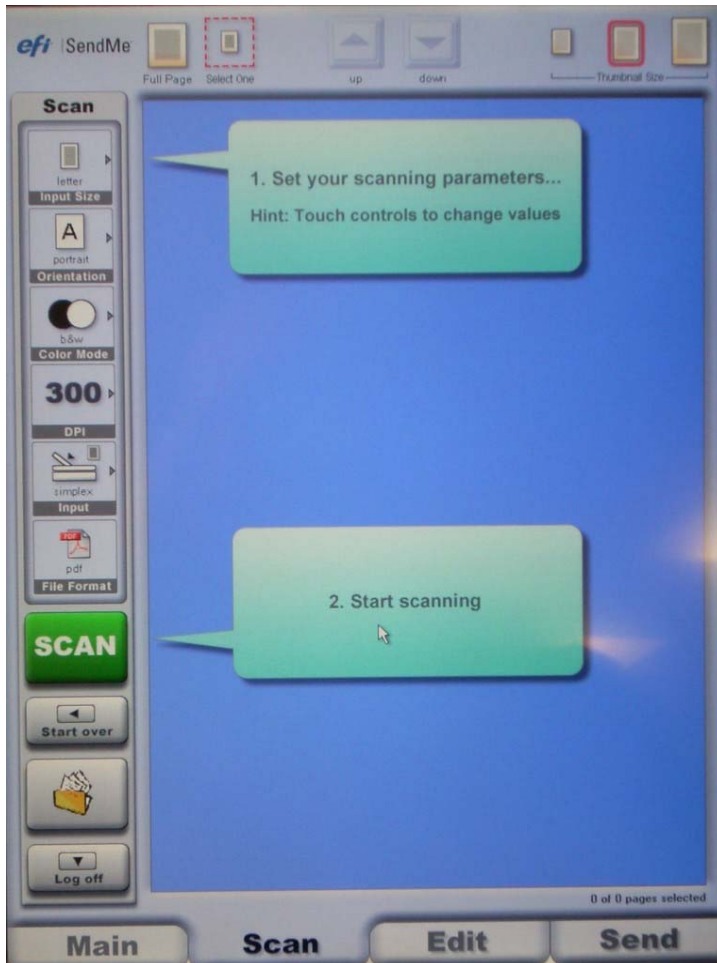 efi SendMe
Full Page
Select One
up
down
Thumbnail Size
Scan
letter
Input Size
A
portrait
Orientation
b&w
Color Mode
300
DPI
simplex
Input
PDF
pdf
File Format
SCAN
Start over
Log off
1. Set your scanning parameters...
Hint: Touch controls to change values
2. Start scanning
0 of 0 pages selected
Main
Scan
Edit
Send